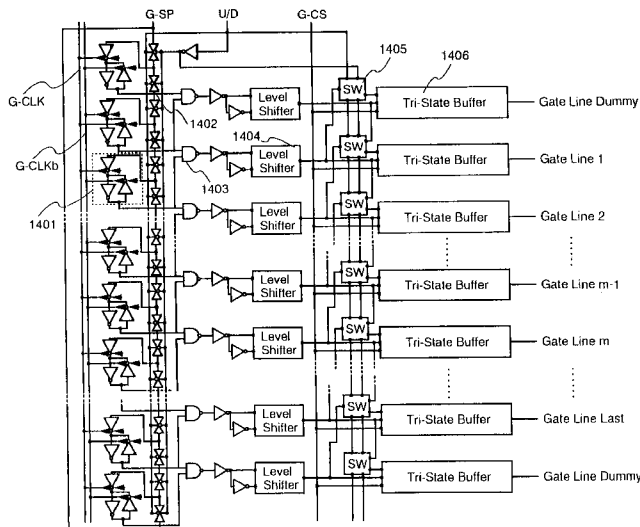 G-SP U/D G-CS
1405
1406
SW
G-CLK
Level Shifter
Tri-State Buffer
Gate Line Dummy
1402
1404
G-CLKb
SW
Level Shifter
Tri-State Buffer
Gate Line 1
1403
1401
SW
Level Shifter
Tri-State Buffer
Gate Line 2
SW
Level Shifter
Tri-State Buffer
Gate Line m-1
SW
Level Shifter
Tri-State Buffer
Gate Line m
SW
Level Shifter
Tri-State Buffer
Gate Line Last
SW
Level Shifter
Tri-State Buffer
Gate Line Dummy